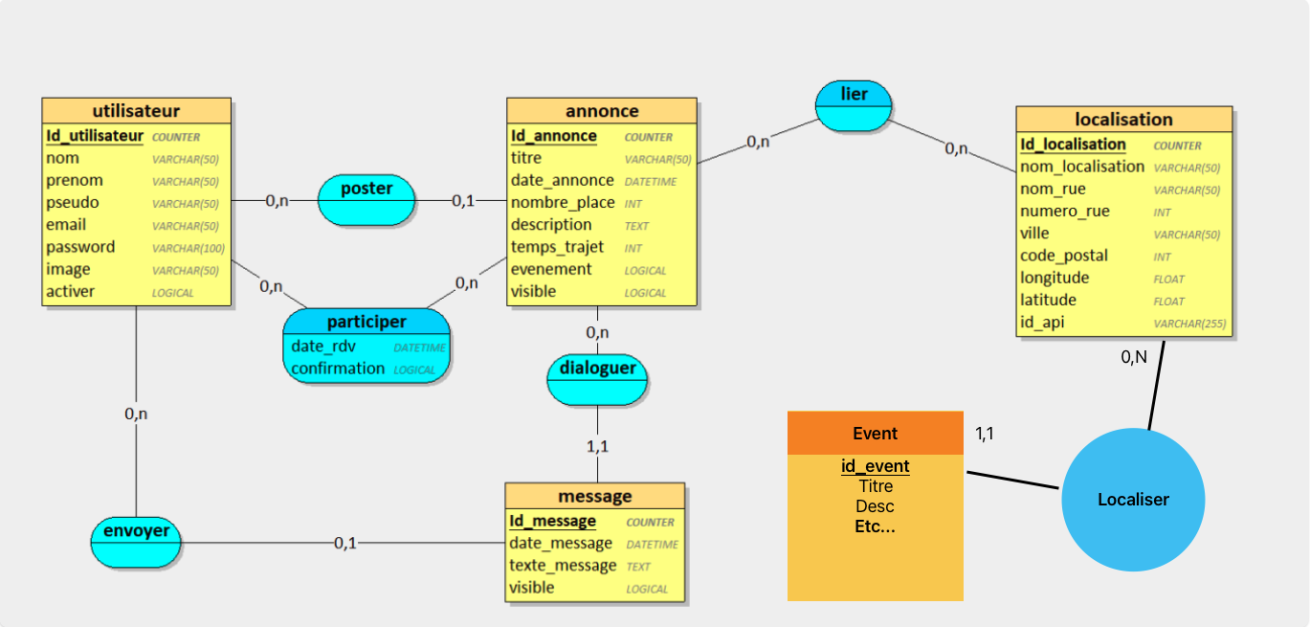 utilisateur
Id_utilisateur COUNTER
nom VARCHAR(50)
prenom VARCHAR(50)
pseudo VARCHAR(50)
email VARCHAR(50)
password VARCHAR(100)
image VARCHAR(50)
activer LOGICAL
0,n
poster
0,1
annonce
Id_annonce COUNTER
titre VARCHAR(50)
date_annonce DATETIME
nombre_place INT
description TEXT
temps_trajet INT
evenement LOGICAL
visible LOGICAL
0,n
lier
0,n
localisation
Id_localisation COUNTER
nom_localisation VARCHAR(50)
nom_rue VARCHAR(50)
numero_rue INT
ville VARCHAR(50)
code_postal INT
longitude FLOAT
latitude FLOAT
id_api VARCHAR(255)
0,n
participer
date_rdv DATETIME
confirmation LOGICAL
0,n
0,n
dialoguer
1,1
0,n
envoyer
0,1
message
Id_message COUNTER
date_message DATETIME
texte_message TEXT
visible LOGICAL
0,N
Event
1,1
id_event
Titre
Desc
Etc...
Localiser